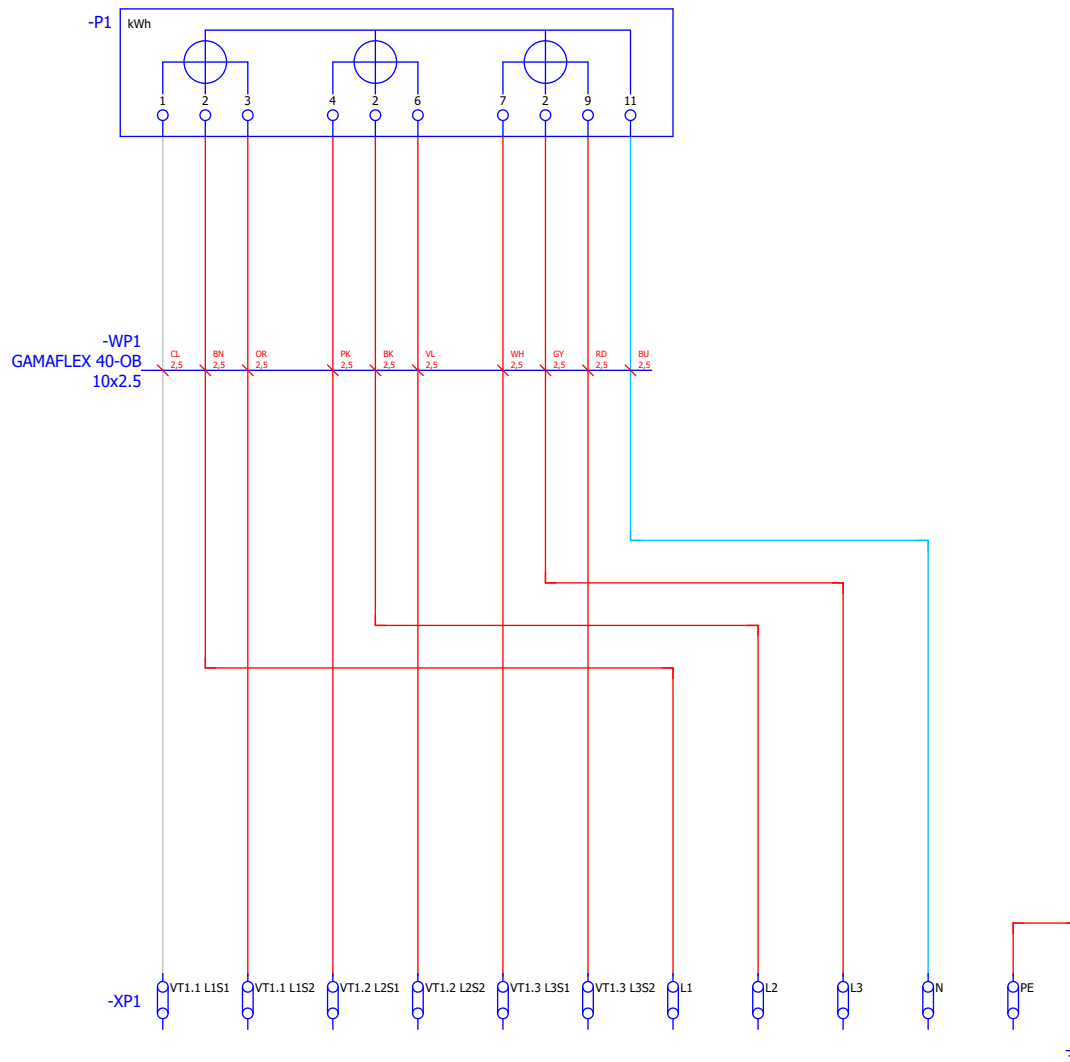 -P1
kWh
1 2 3 4 2 6 7 2 9 11
-WP1
GAMAFLEX 40-OB
10x2.5
CL BN OR PK BK VL WH GY RD BU
2,5 2,5 2,5 2,5 2,5 2,5 2,5 2,5 2,5 2,5
-XP1
VT1.1 L1S1 VT1.1 L1S2 VT1.2 L2S1 VT1.2 L2S2 VT1.3 L3S1 VT1.3 L3S2 L1 L2 L3 N PE